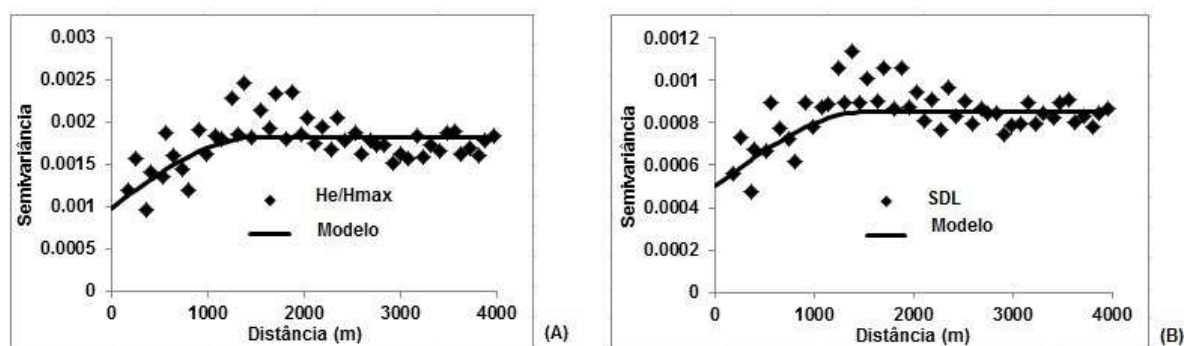 0.003
0.0025
0.002
0.0015
0.001
0.0005
0
Semivariância
He/Hmax
Modelo
0 1000 2000 3000 4000
Distância (m)
(A)
0.0012
0.001
0.0008
0.0006
0.0004
0.0002
0
Semivariância
SDL
Modelo
0 1000 2000 3000 4000
Distância (m)
(B)